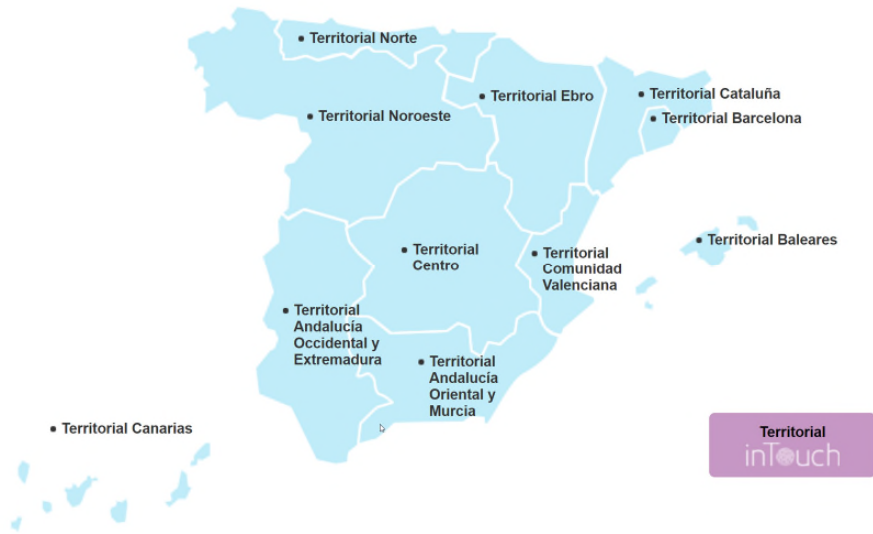 Territorial Norte
Territorial Ebro
Territorial Cataluña
Territorial Noroeste
Territorial Barcelona
Territorial
Centro
Territorial
Comunidad
Valenciana
Territorial Baleares
Territorial
Andalucía
Occidental y
Extremadura
Territorial
Andalucía
Oriental y
Murcia
Territorial Canarias
Territorial
inTouch